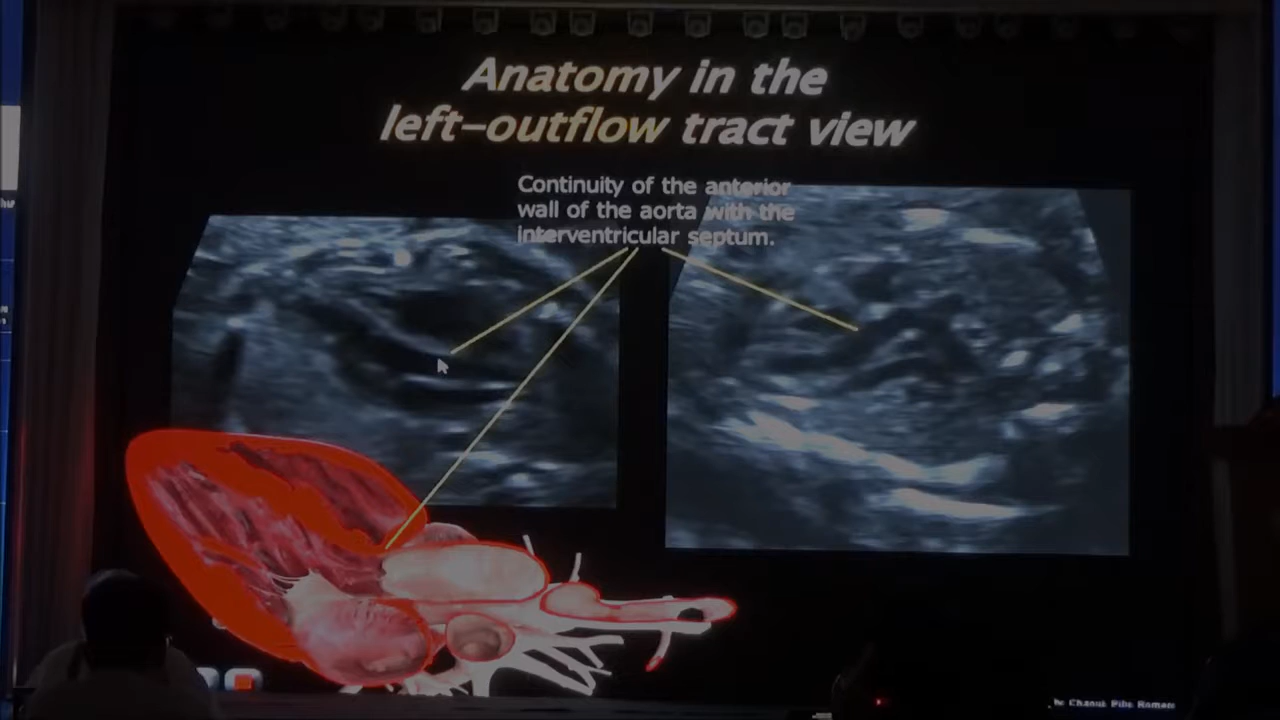 Anatomy in the
left-outflow tract view
Continuity of the anterior
wall of the aorta with the
interventricular septum.